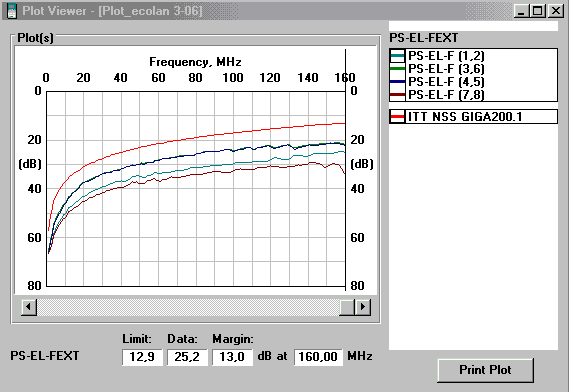 Plot Viewer - [Plot_ecolan 3-06]
Plot(s)
Frequency, MHz
0 20 40 60 80 100 120 140 160
0 0
20 20
(dB) (dB)
40 40
60 60
80 80
PS-EL-FEXT
PS-EL-F (1,2)
PS-EL-F (3,6)
PS-EL-F (4,5)
PS-EL-F (7,8)
ITT NSS GIGA200.1
Limit: Data: Margin:
PS-EL-FEXT 12,9 25,2 13,0 dB at 160,00 MHz
Print Plot